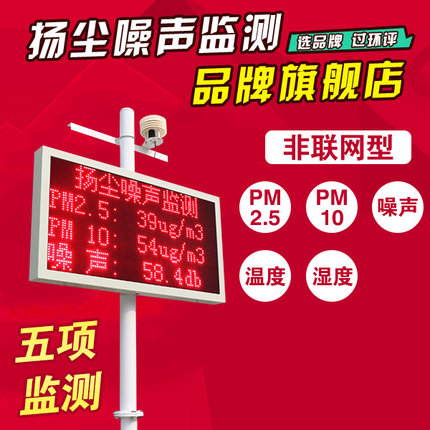 扬尘噪声监测
选品牌 过环评
品牌旗舰店
非联网型
PM
2.5
PM
10
噪声
温度
湿度
扬尘噪声监测
PM2.5: 39ug/m3
PM 10: 54ug/m3
噪 声: 58.4db
五项
监测